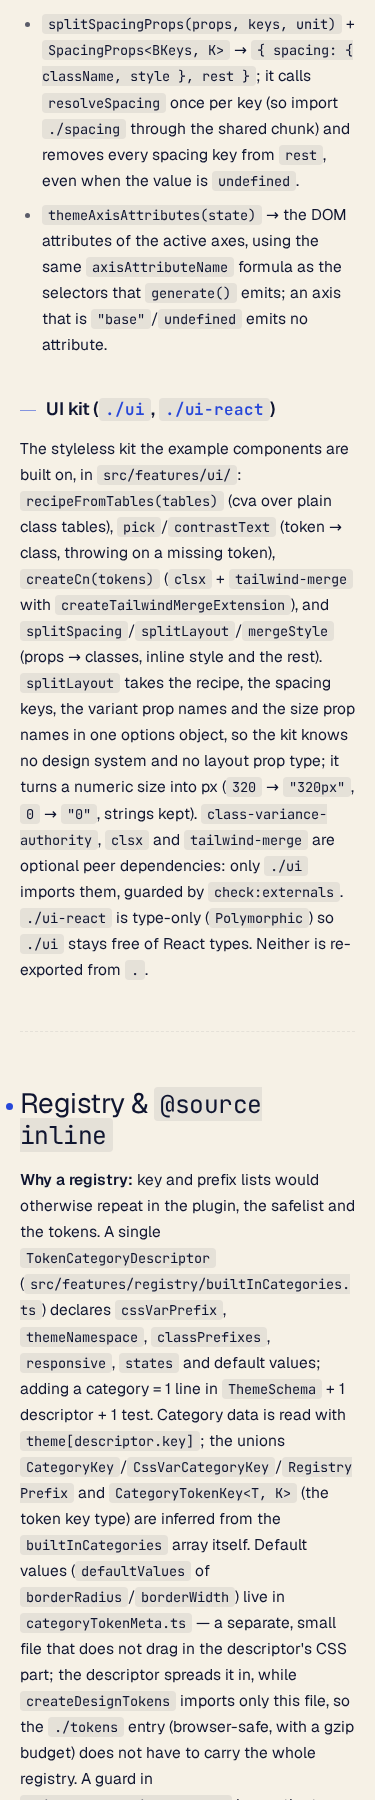 splitSpacingProps(props, keys, unit) +
SpacingProps<BKeys, K> → { spacing: {
className, style }, rest } ; it calls
resolveSpacing once per key (so import
./spacing through the shared chunk) and
removes every spacing key from rest ,
even when the value is undefined .
themeAxisAttributes(state) → the DOM
attributes of the active axes, using the
same axisAttributeName formula as the
selectors that generate() emits; an axis
that is "base" / undefined emits no
attribute.
UI kit ( ./ui , ./ui-react )
The styleless kit the example components are
built on, in src/features/ui/ :
recipeFromTables(tables) (cva over plain
class tables), pick / contrastText (token →
class, throwing on a missing token),
createCn(tokens) ( clsx + tailwind-merge
with createTailwindMergeExtension ), and
splitSpacing / splitLayout / mergeStyle
(props → classes, inline style and the rest).
splitLayout takes the recipe, the spacing
keys, the variant prop names and the size prop
names in one options object, so the kit knows
no design system and no layout prop type; it
turns a numeric size into px ( 320 → "320px" ,
0 → "0" , strings kept). class-variance-
authority , clsx and tailwind-merge are
optional peer dependencies: only ./ui
imports them, guarded by check:externals .
./ui-react is type-only ( Polymorphic ) so
./ui stays free of React types. Neither is re-
exported from . .
Registry & @source
inline
Why a registry: key and prefix lists would
otherwise repeat in the plugin, the safelist and
the tokens. A single
TokenCategoryDescriptor
( src/features/registry/builtInCategories.
ts ) declares cssVarPrefix ,
themeNamespace , classPrefixes ,
responsive , states and default values;
adding a category = 1 line in ThemeSchema + 1
descriptor + 1 test. Category data is read with
theme[descriptor.key] ; the unions
CategoryKey / CssVarCategoryKey / Registry
Prefix and CategoryTokenKey<T, K> (the
token key type) are inferred from the
builtInCategories array itself. Default
values ( defaultValues of
borderRadius / borderWidth ) live in
categoryTokenMeta.ts — a separate, small
file that does not drag in the descriptor's CSS
part; the descriptor spreads it in, while
createDesignTokens imports only this file, so
the ./tokens entry (browser-safe, with a gzip
budget) does not have to carry the whole
registry. A guard in